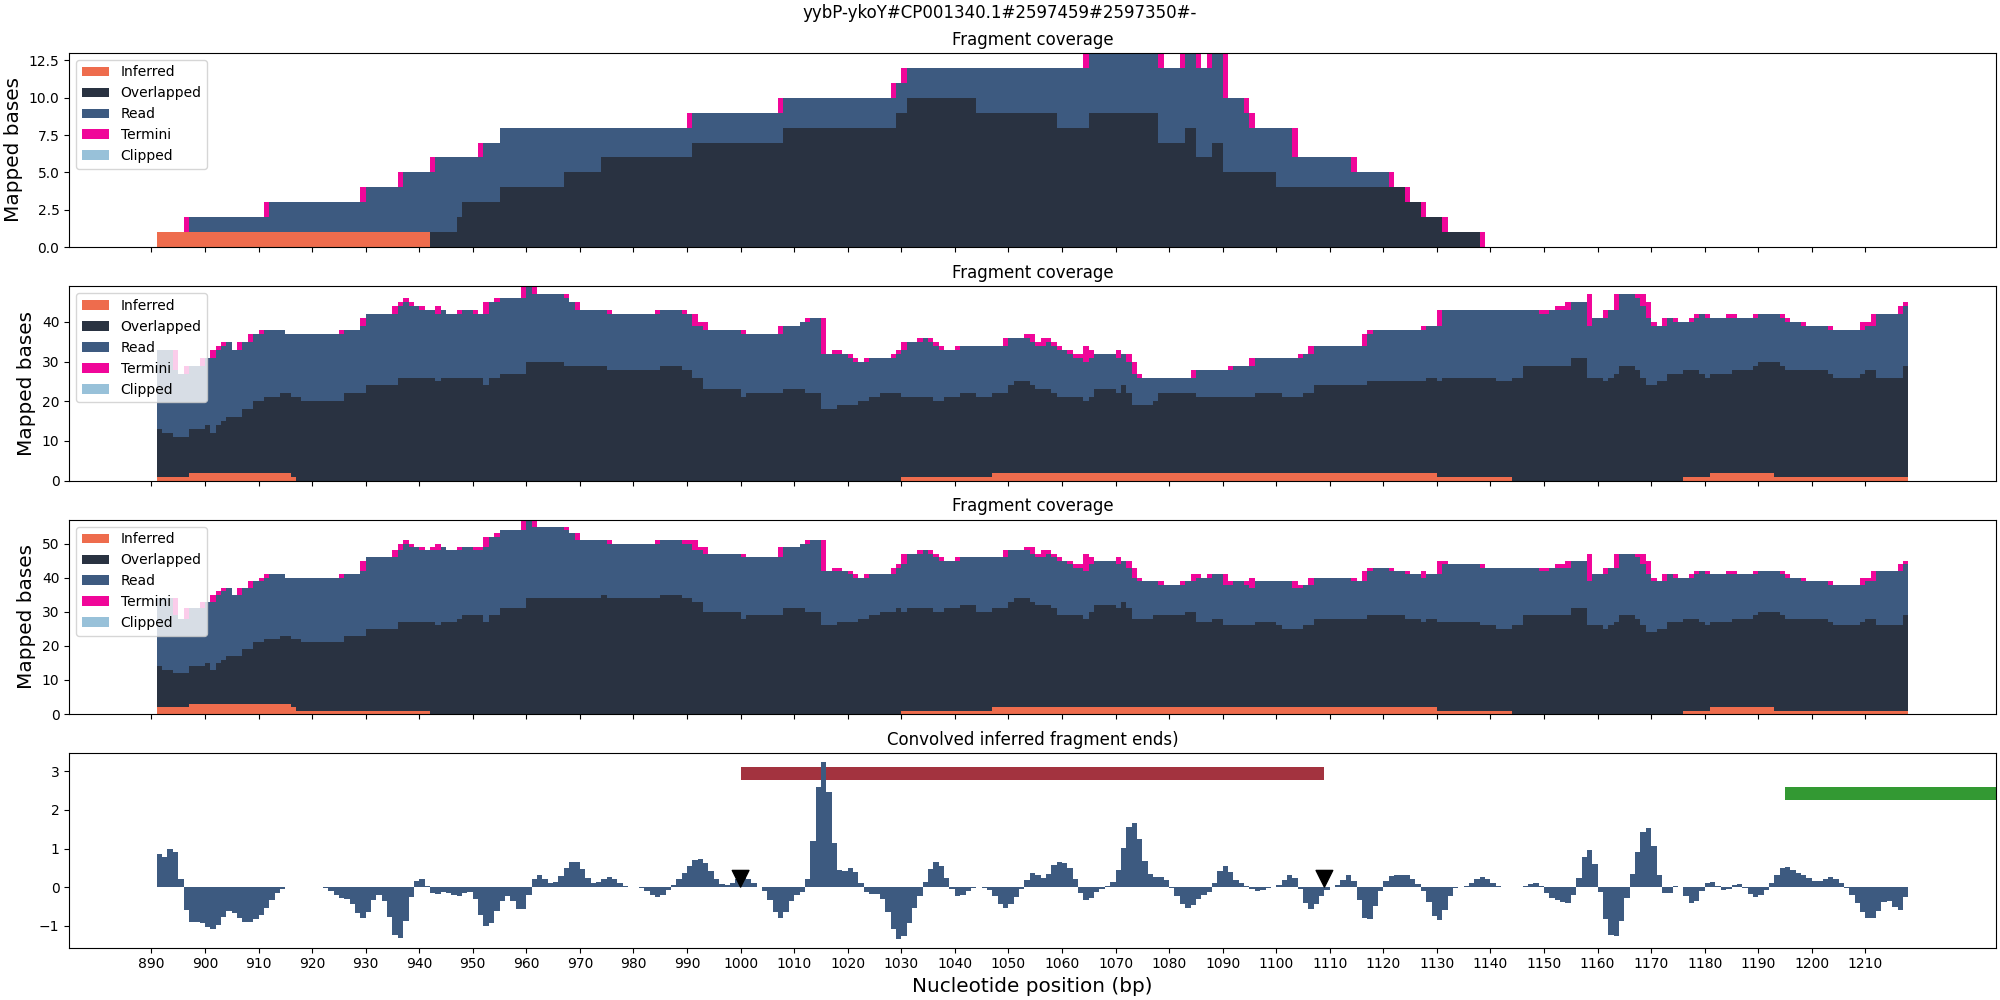 yybP-ykoY#CP001340.1#2597459#2597350#-
Fragment coverage
Mapped bases
12.5
10.0
7.5
5.0
2.5
0.0
Inferred
Overlapped
Read
Termini
Clipped
Fragment coverage
Mapped bases
40
30
20
10
0
Inferred
Overlapped
Read
Termini
Clipped
Fragment coverage
Mapped bases
50
40
30
20
10
0
Inferred
Overlapped
Read
Termini
Clipped
Convolved inferred fragment ends)
3
2
1
0
−1
890 900 910 920 930 940 950 960 970 980 990 1000 1010 1020 1030 1040 1050 1060 1070 1080 1090 1100 1110 1120 1130 1140 1150 1160 1170 1180 1190 1200 1210
Nucleotide position (bp)